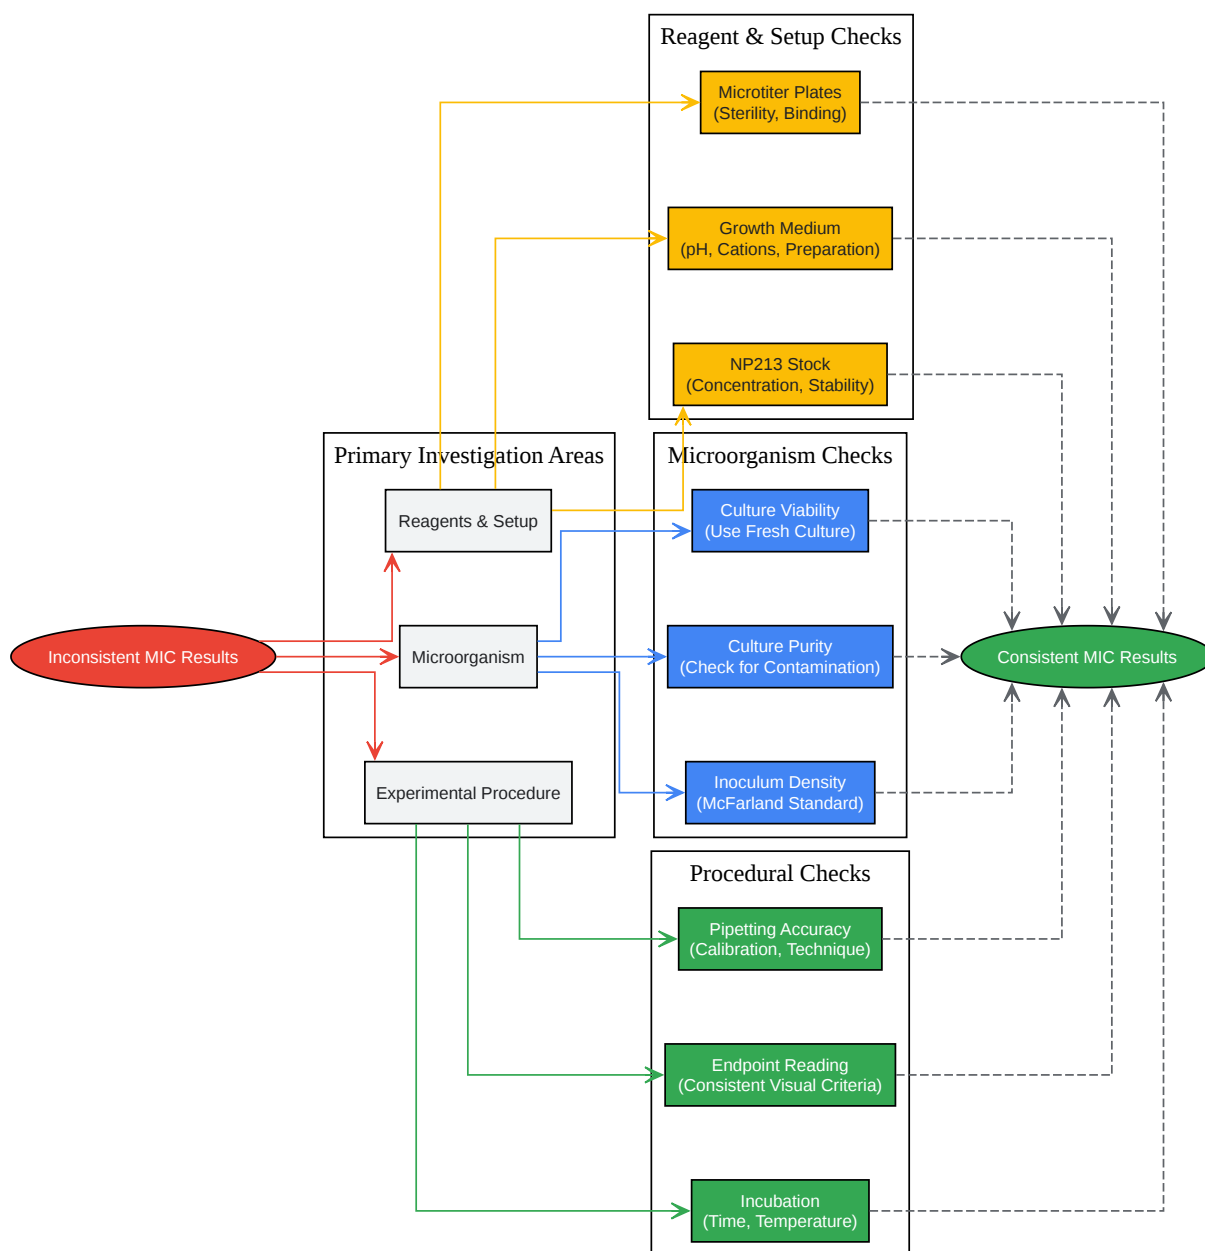 Reagent & Setup Checks
Microtiter Plates
(Sterility, Binding)
Growth Medium
(pH, Cations, Preparation)
NP213 Stock
(Concentration, Stability)
Primary Investigation Areas
Reagents & Setup
Microorganism
Experimental Procedure
Inconsistent MIC Results
Microorganism Checks
Culture Viability
(Use Fresh Culture)
Culture Purity
(Check for Contamination)
Inoculum Density
(McFarland Standard)
Consistent MIC Results
Procedural Checks
Pipetting Accuracy
(Calibration, Technique)
Endpoint Reading
(Consistent Visual Criteria)
Incubation
(Time, Temperature)